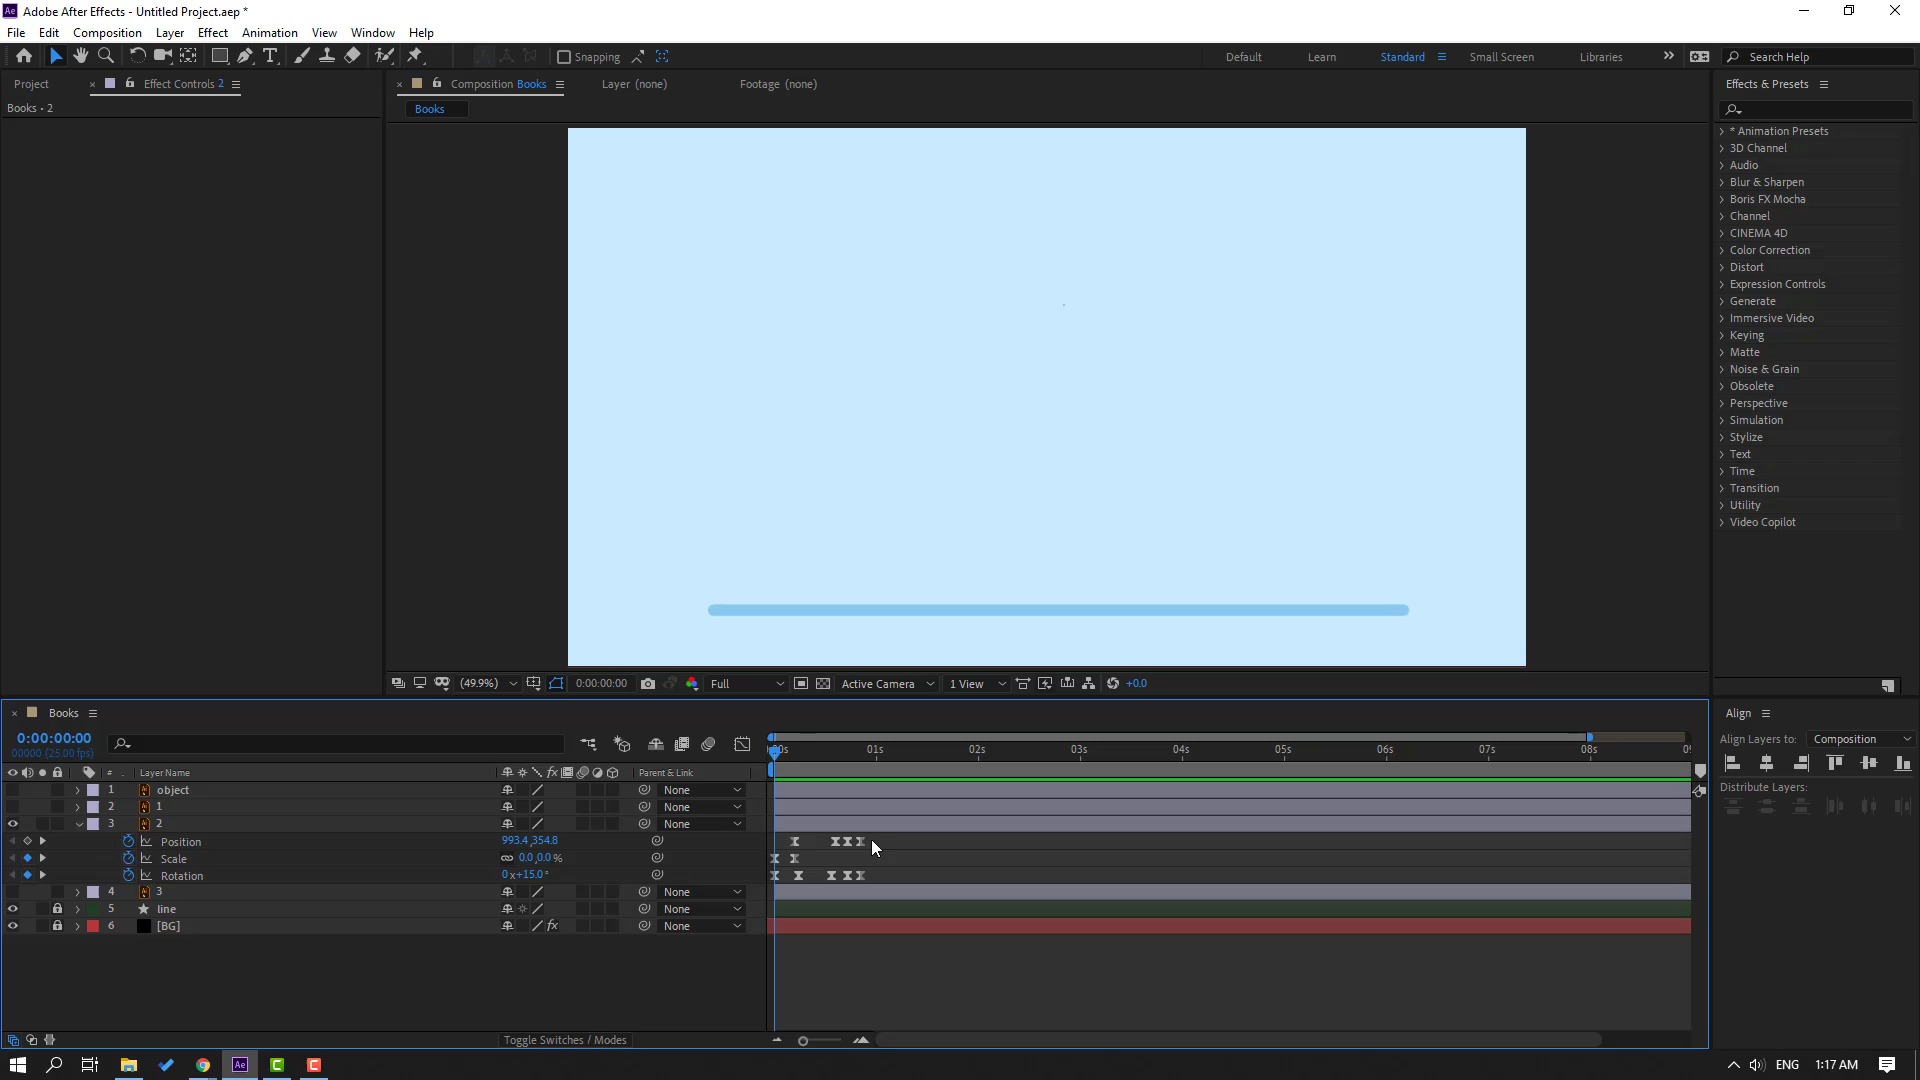 Adobe After Effects - Untitled Project.aep *
File Edit Composition Layer Effect Animation View Window Help
Snapping
Default Learn Standard Small Screen Libraries
Search Help
Project Effect Controls 2
Composition Books Layer (none) Footage (none)
Effects & Presets
Books • 2
Books
* Animation Presets
3D Channel
Audio
Blur & Sharpen
Boris FX Mocha
Channel
CINEMA 4D
Color Correction
Distort
Expression Controls
Generate
Immersive Video
Keying
Matte
Noise & Grain
Obsolete
Perspective
Simulation
Stylize
Text
Time
Transition
Utility
Video Copilot
(49.9%) 0:00:00:00 Full Active Camera 1 View +0.0
Books
0:00:00:00
00000 (25.00 fps)
01s 02s 03s 04s 05s 06s 07s 08s
# Layer Name Parent & Link
1 object None
2 1 None
3 2 None
Position 993.4,354.8
Scale 0.0,0.0 %
Rotation 0x+15.0°
4 3 None
5 line None
6 [BG] None
Toggle Switches / Modes
Align
Align Layers to: Composition
Distribute Layers:
ENG 1:17 AM